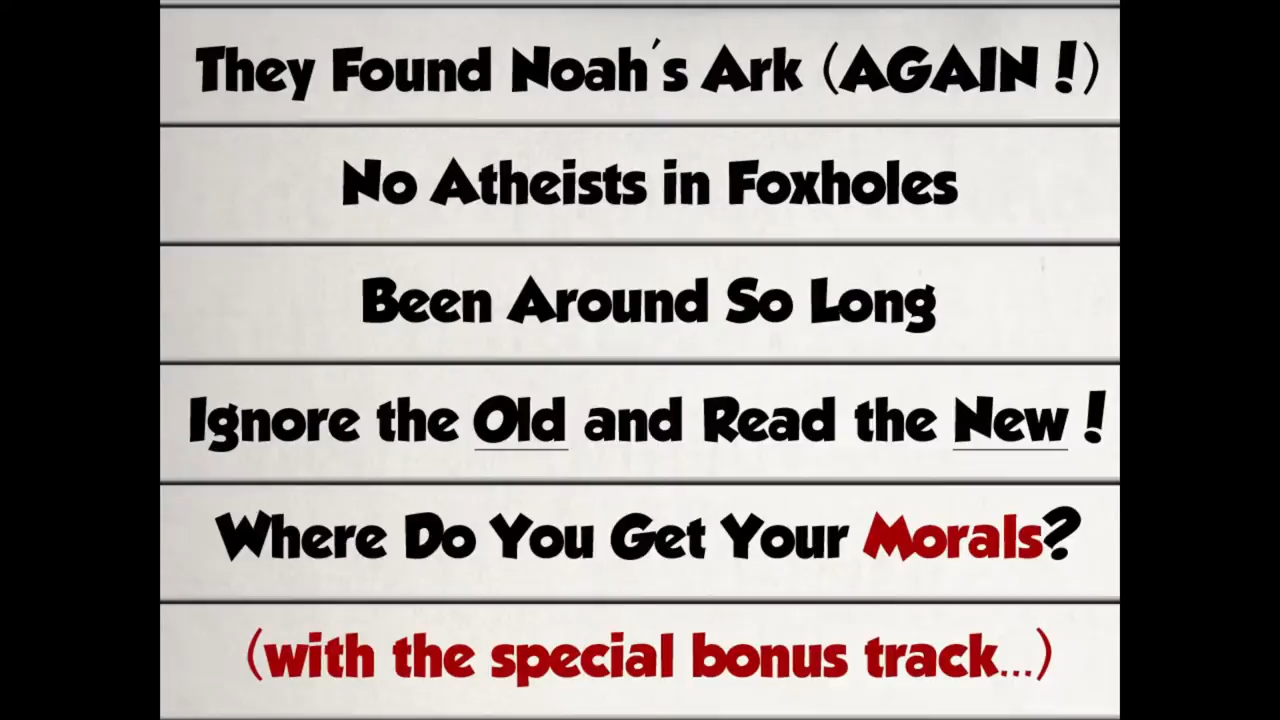 They Found Noah's Ark (AGAIN!)
No Atheists in Foxholes
Been Around So Long
Ignore the Old and Read the New!
Where Do You Get Your Morals?
(with the special bonus track...)